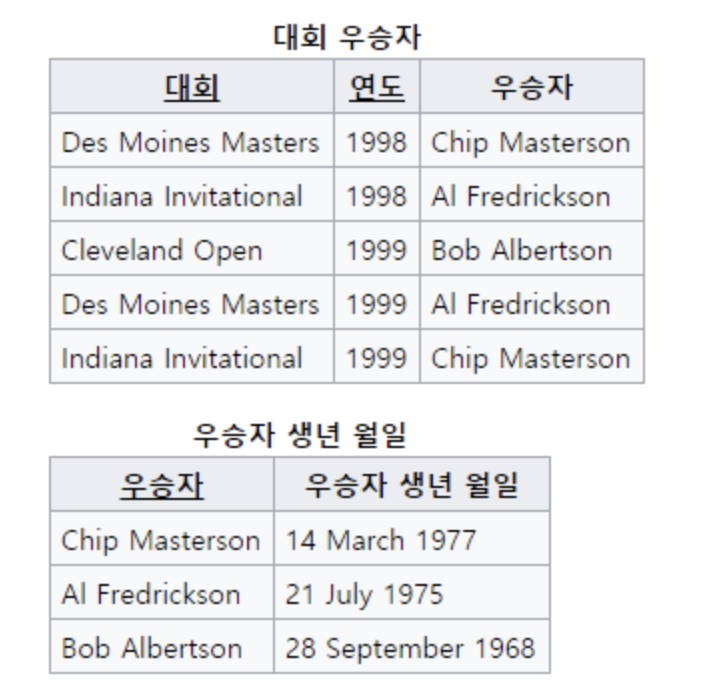 대회 우승자
대회 연도 우승자
Des Moines Masters 1998 Chip Masterson
Indiana Invitational 1998 Al Fredrickson
Cleveland Open 1999 Bob Albertson
Des Moines Masters 1999 Al Fredrickson
Indiana Invitational 1999 Chip Masterson
우승자 생년 월일
우승자 우승자 생년 월일
Chip Masterson 14 March 1977
Al Fredrickson 21 July 1975
Bob Albertson 28 September 1968